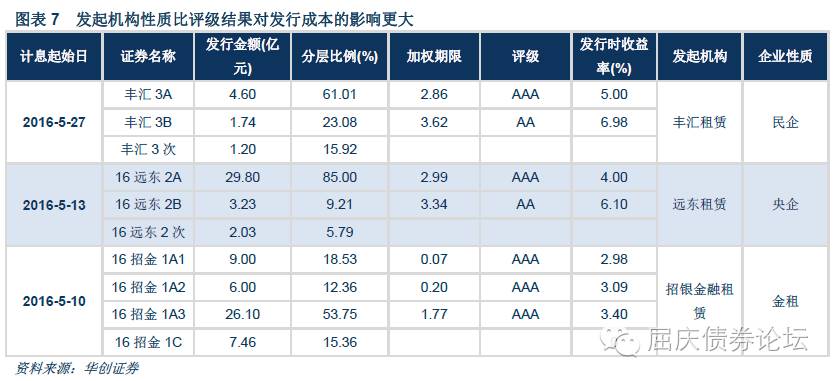 图表 7 发起机构性质比评级结果对发行成本的影响更大
计息起始日 证券名称 发行金额(亿元) 分层比例(%) 加权期限 评级 发行时收益率(%) 发起机构 企业性质
2016-5-27 丰汇 3A 4.60 61.01 2.86 AAA 5.00 丰汇租赁 民企
丰汇 3B 1.74 23.08 3.62 AA 6.98
丰汇 3 次 1.20 15.92
2016-5-13 16 远东 2A 29.80 85.00 2.99 AAA 4.00 远东租赁 央企
16 远东 2B 3.23 9.21 3.34 AA 6.10
16 远东 2 次 2.03 5.79
2016-5-10 16 招金 1A1 9.00 18.53 0.07 AAA 2.98 招银金融租赁 金租
16 招金 1A2 6.00 12.36 0.20 AAA 3.09
16 招金 1A3 26.10 53.75 1.77 AAA 3.40
16 招金 1C 7.46 15.36
屈庆债券论坛
资料来源：华创证券